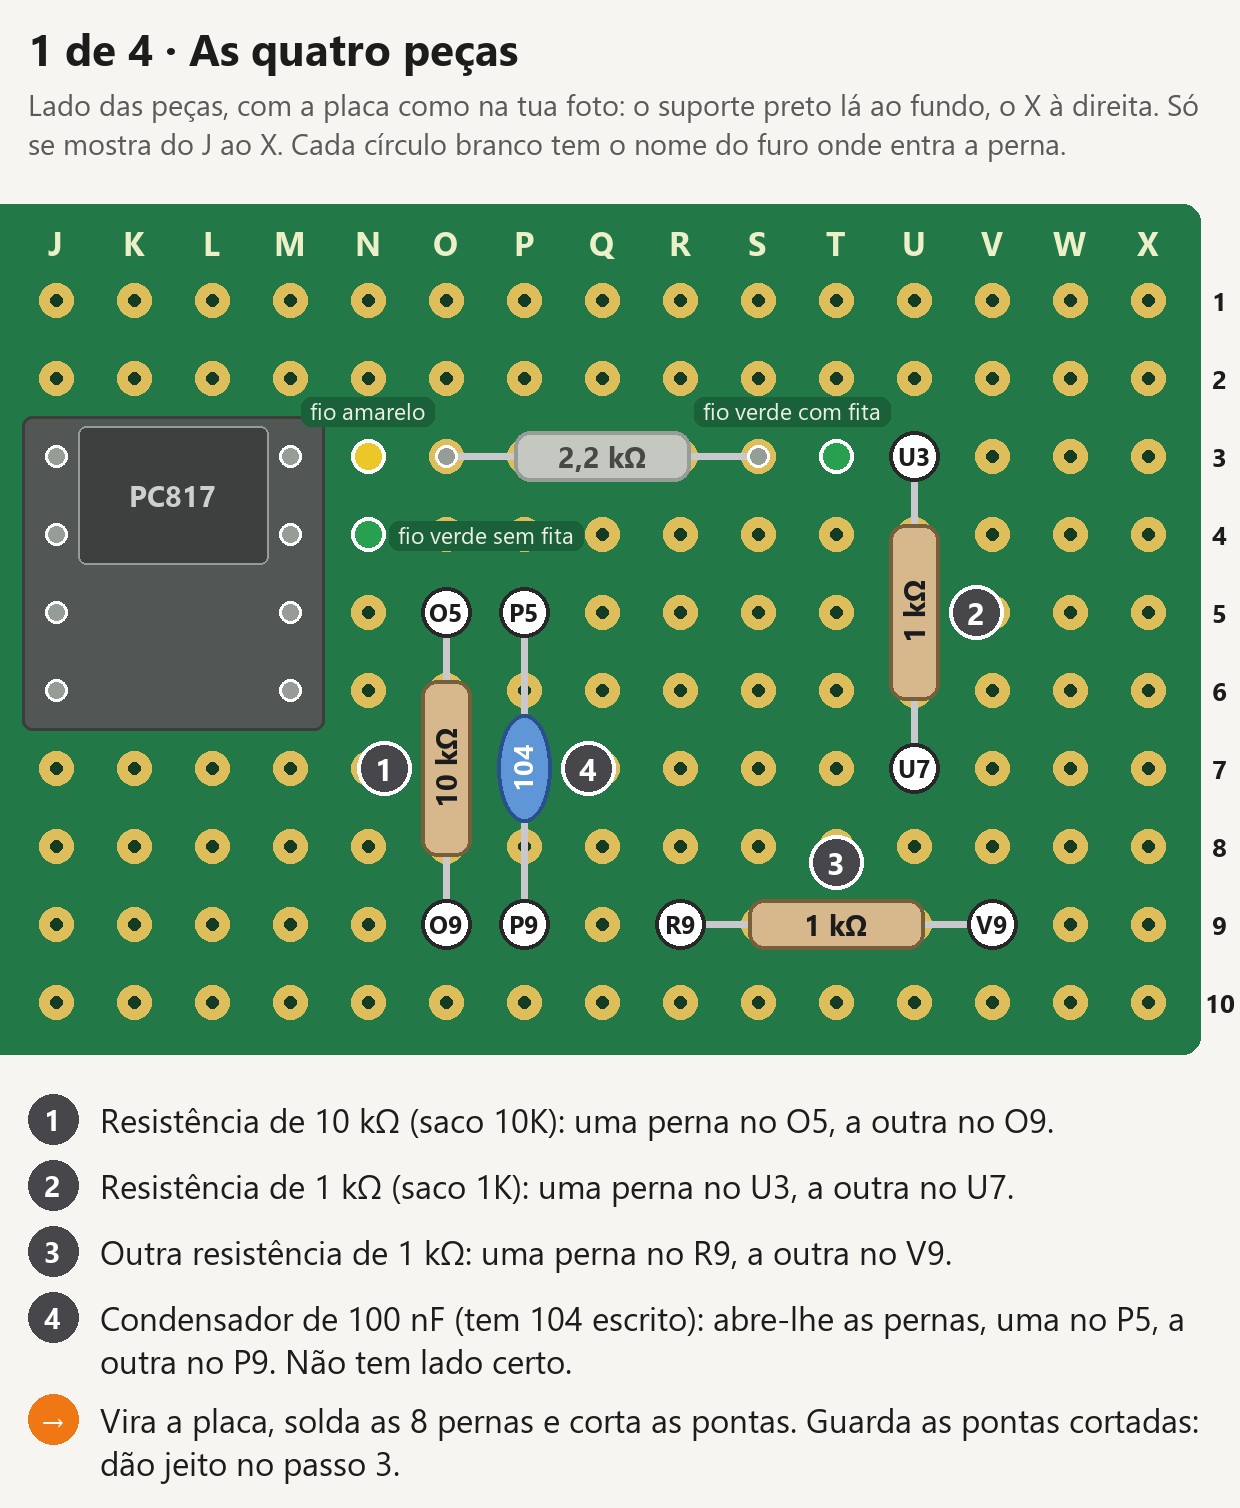 1 de 4 · As quatro peças
Lado das peças, com a placa como na tua foto: o suporte preto lá ao fundo, o X à direita. Só
se mostra do J ao X. Cada círculo branco tem o nome do furo onde entra a perna.
J K L M N O P Q R S T U V W X
1
2
fio amarelo
fio verde com fita
2,2 kΩ
U3
3
PC817
fio verde sem fita
4
O5
P5
1 kΩ
2
5
6
1
10 kΩ
104
4
U7
7
8
3
O9
P9
R9
1 kΩ
V9
9
10
1 Resistência de 10 kΩ (saco 10K): uma perna no O5, a outra no O9.
2 Resistência de 1 kΩ (saco 1K): uma perna no U3, a outra no U7.
3 Outra resistência de 1 kΩ: uma perna no R9, a outra no V9.
4 Condensador de 100 nF (tem 104 escrito): abre-lhe as pernas, uma no P5, a
outra no P9. Não tem lado certo.
→ Vira a placa, solda as 8 pernas e corta as pontas. Guarda as pontas cortadas:
dão jeito no passo 3.